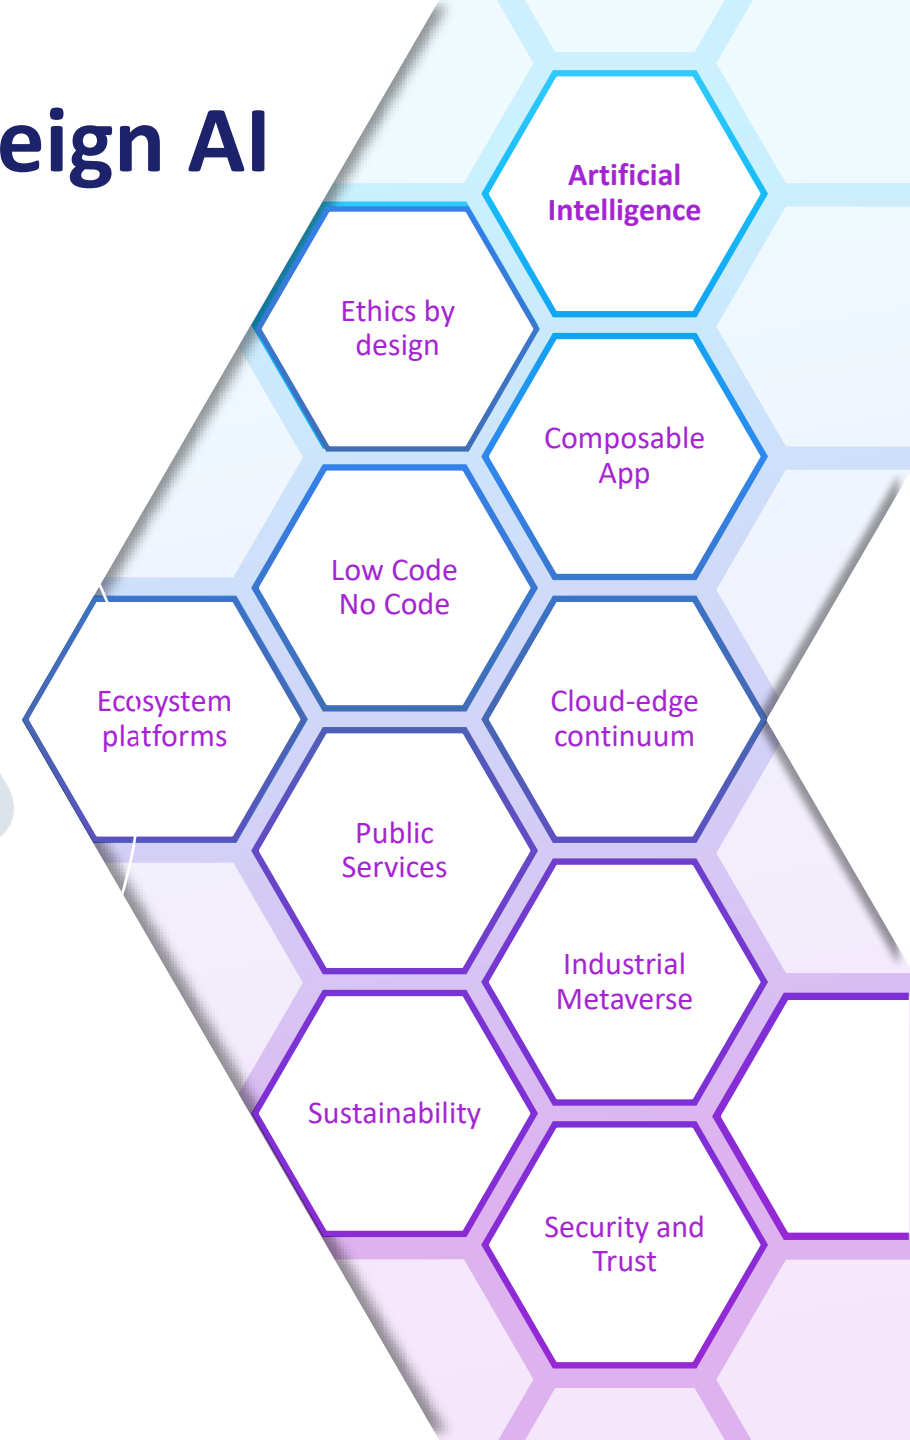 eign AI
Artificial
Intelligence
Ethics by
design
Composable
App
Low Code
No Code
Ecosystem
platforms
Cloud-edge
continuum
Public
Services
Industrial
Metaverse
Sustainability
Security and
Trust